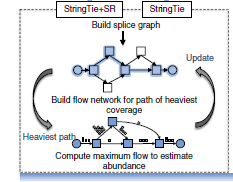 StringTie+SR StringTie
Build splice graph
Update
Build flow network for path of heaviest
coverage
Heaviest path
Compute maximum flow to estimate
abundance